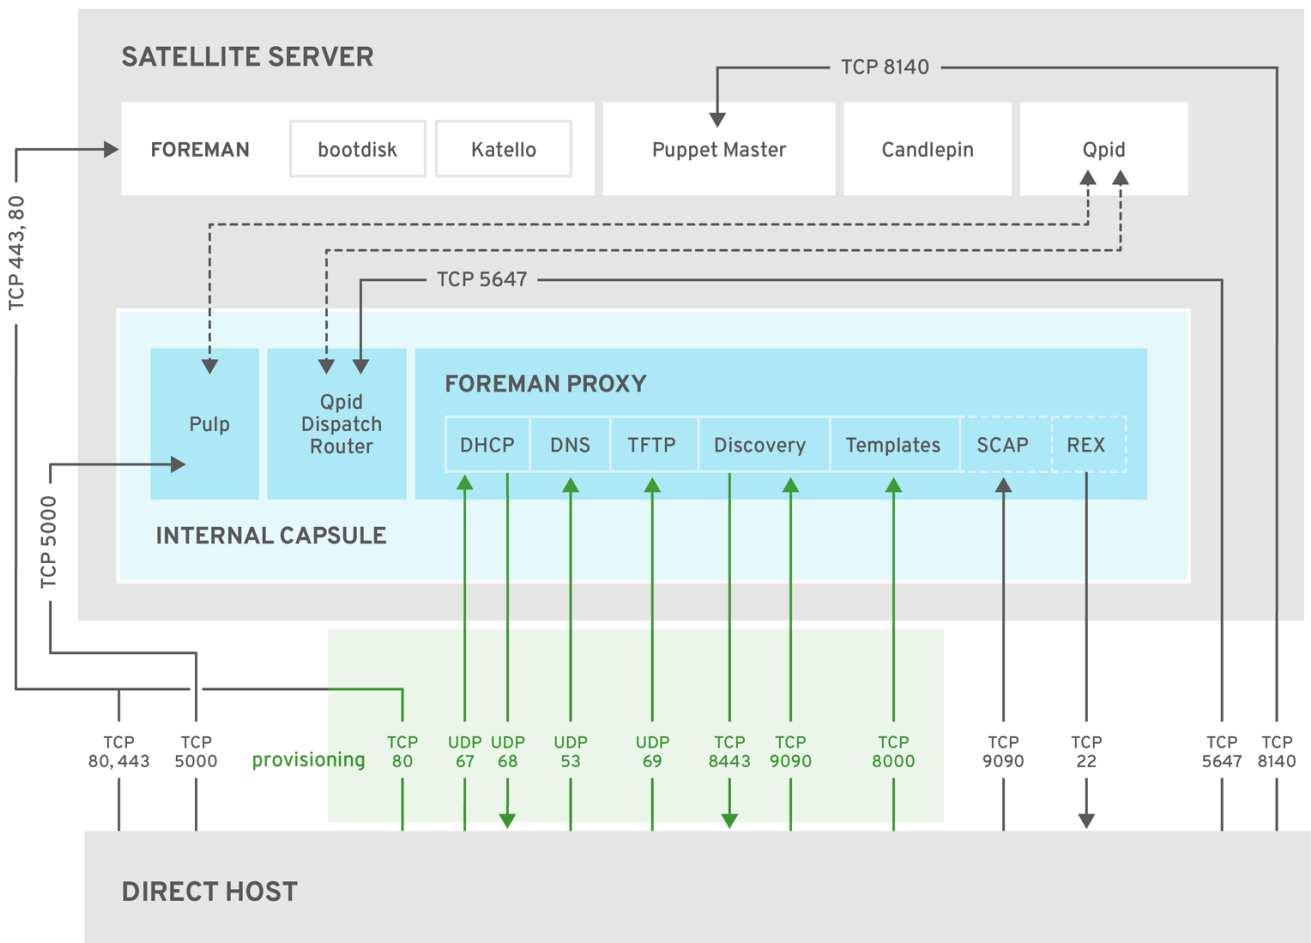 SATELLITE SERVER
TCP 8140
FOREMAN
bootdisk
Katello
Puppet Master
Candlepin
Qpid
TCP 443, 80
TCP 5647
Pulp
Qpid
Dispatch
Router
FOREMAN PROXY
DHCP
DNS
TFTP
Discovery
Templates
SCAP
REX
INTERNAL CAPSULE
TCP 5000
TCP
80, 443
TCP
5000
provisioning
TCP
80
UDP
67
UDP
68
UDP
53
UDP
69
TCP
8443
TCP
9090
TCP
8000
TCP
9090
TCP
22
TCP
5647
TCP
8140
DIRECT HOST